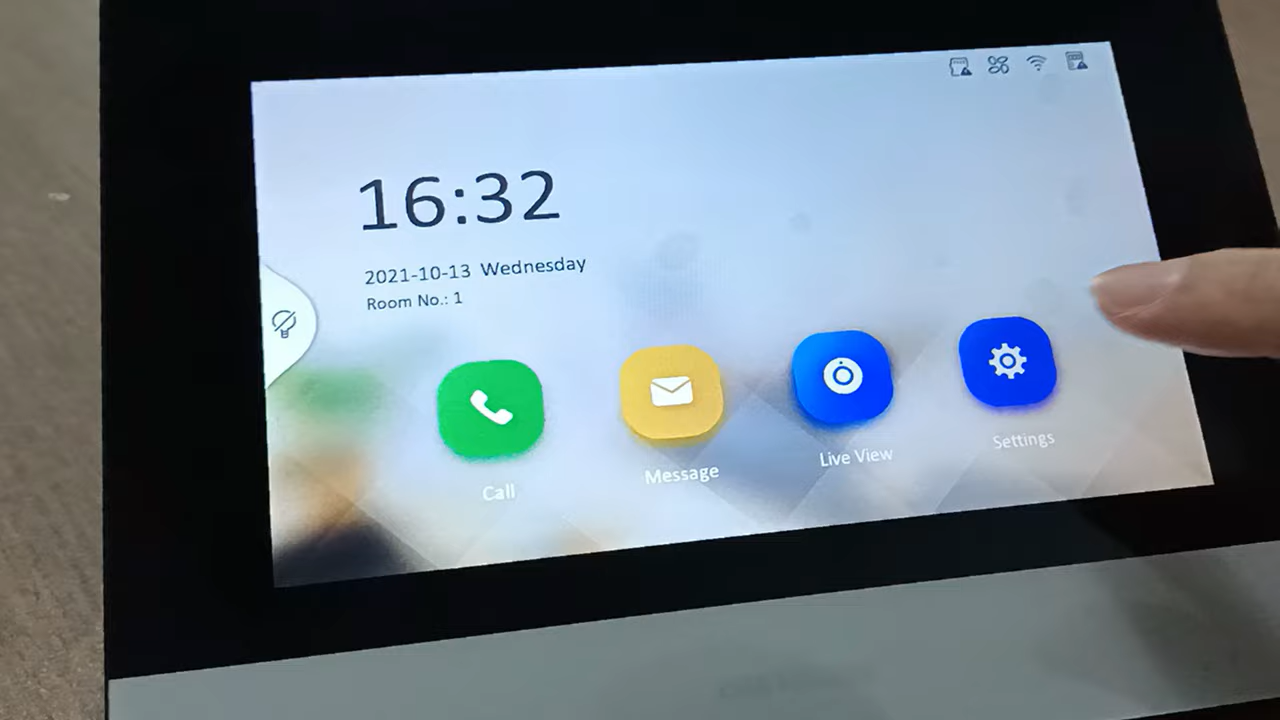 16:32
2021-10-13 Wednesday
Room No.: 1
Call
Message
Live View
Settings